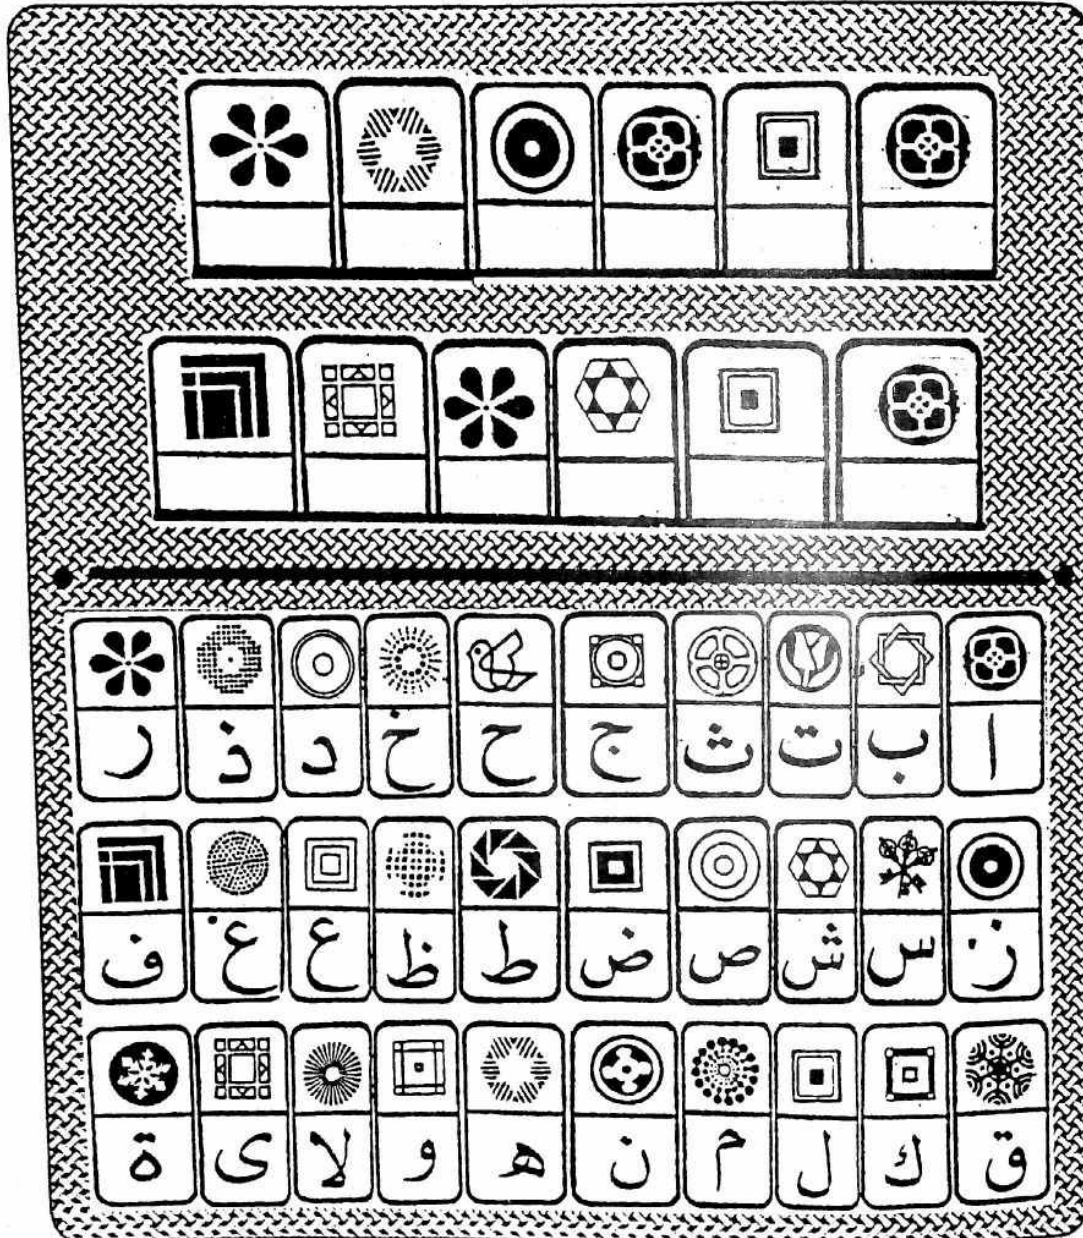 ا ب ت ث ج ح خ د ذ ر
ز س ش ص ض ط ظ ع غ ف
ق ك ل م ن ه و لا ى ة